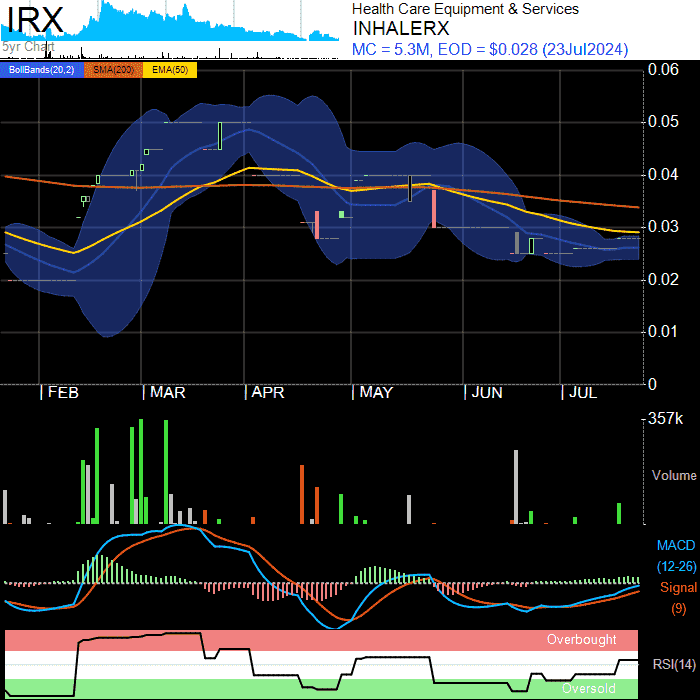 IRX
5yr Chart
Health Care Equipment & Services
INHALERX
MC = 5.3M, EOD = $0.028 (23Jul2024)
BollBands(20,2) SMA(200) EMA(50)
0.06
0.05
0.04
0.03
0.02
0.01
0
| FEB | MAR | APR | MAY | JUN | JUL
357k
Volume
MACD
(12-26)
Signal
(9)
Overbought
RSI(14)
Oversold